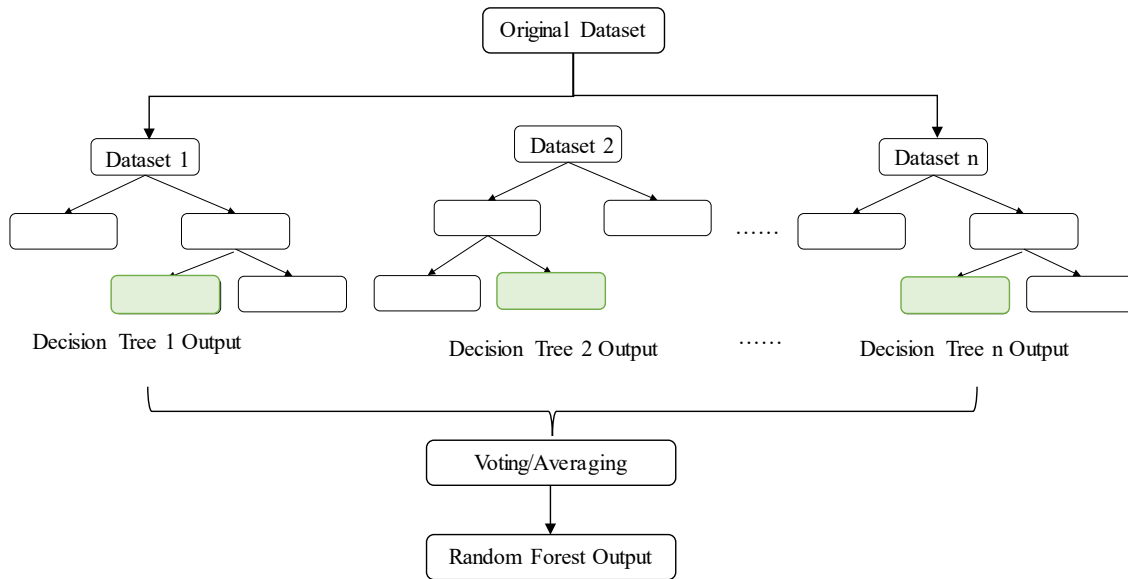 Original Dataset
Dataset 1
Dataset 2
Dataset n
……
Decision Tree 1 Output
Decision Tree 2 Output
……
Decision Tree n Output
Voting/Averaging
Random Forest Output